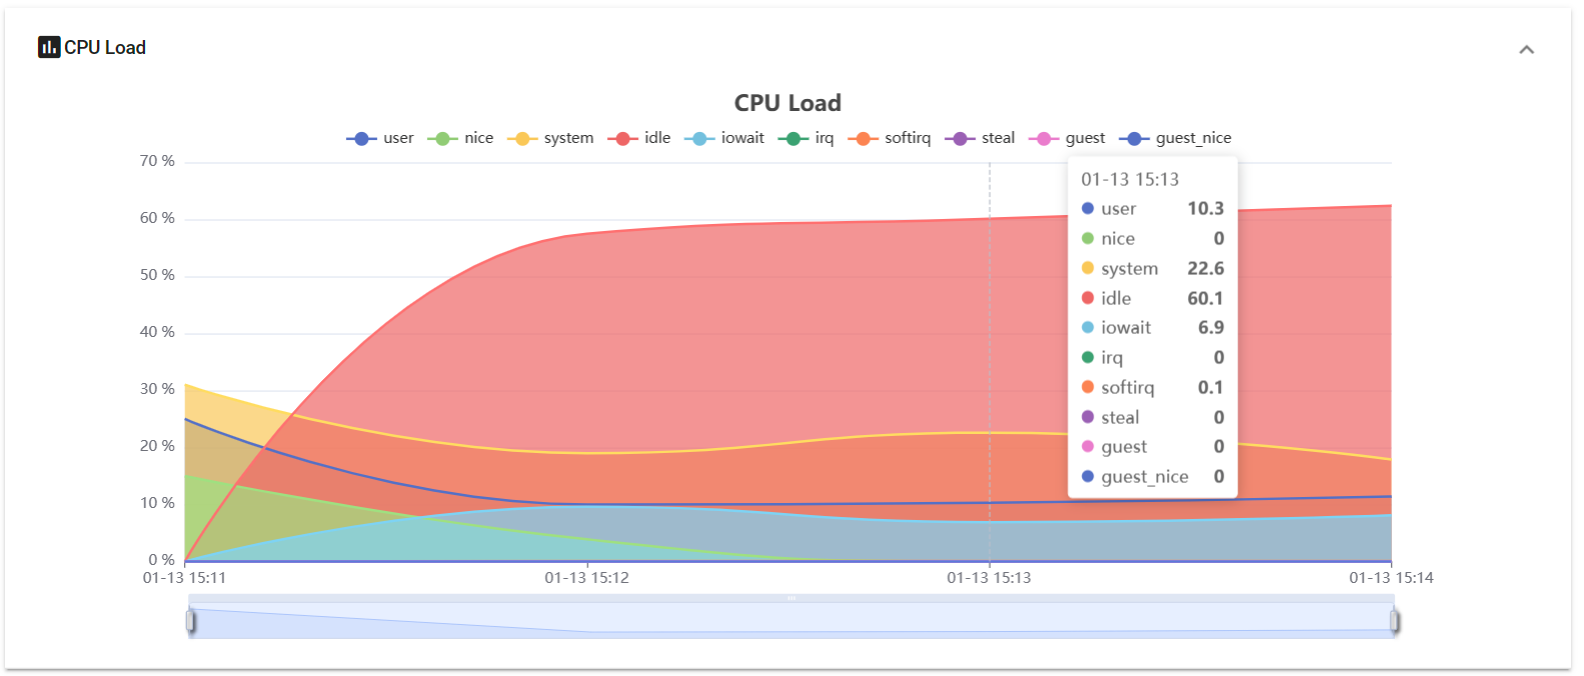 CPU Load
CPU Load
user nice system idle iowait irq softirq steal guest guest_nice
70 %
60 %
50 %
40 %
30 %
20 %
10 %
0 %
01-13 15:13
user 10.3
nice 0
system 22.6
idle 60.1
iowait 6.9
irq 0
softirq 0.1
steal 0
guest 0
guest_nice 0
01-13 15:11 01-13 15:12 01-13 15:13 01-13 15:14